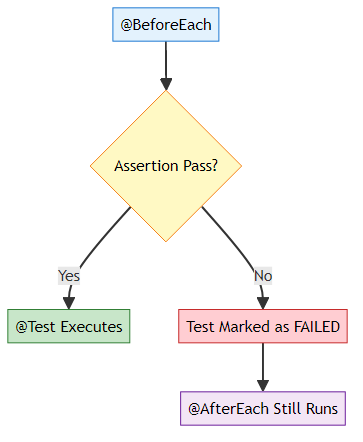 @BeforeEach
Assertion Pass?
Yes
No
@Test Executes
Test Marked as FAILED
@AfterEach Still Runs